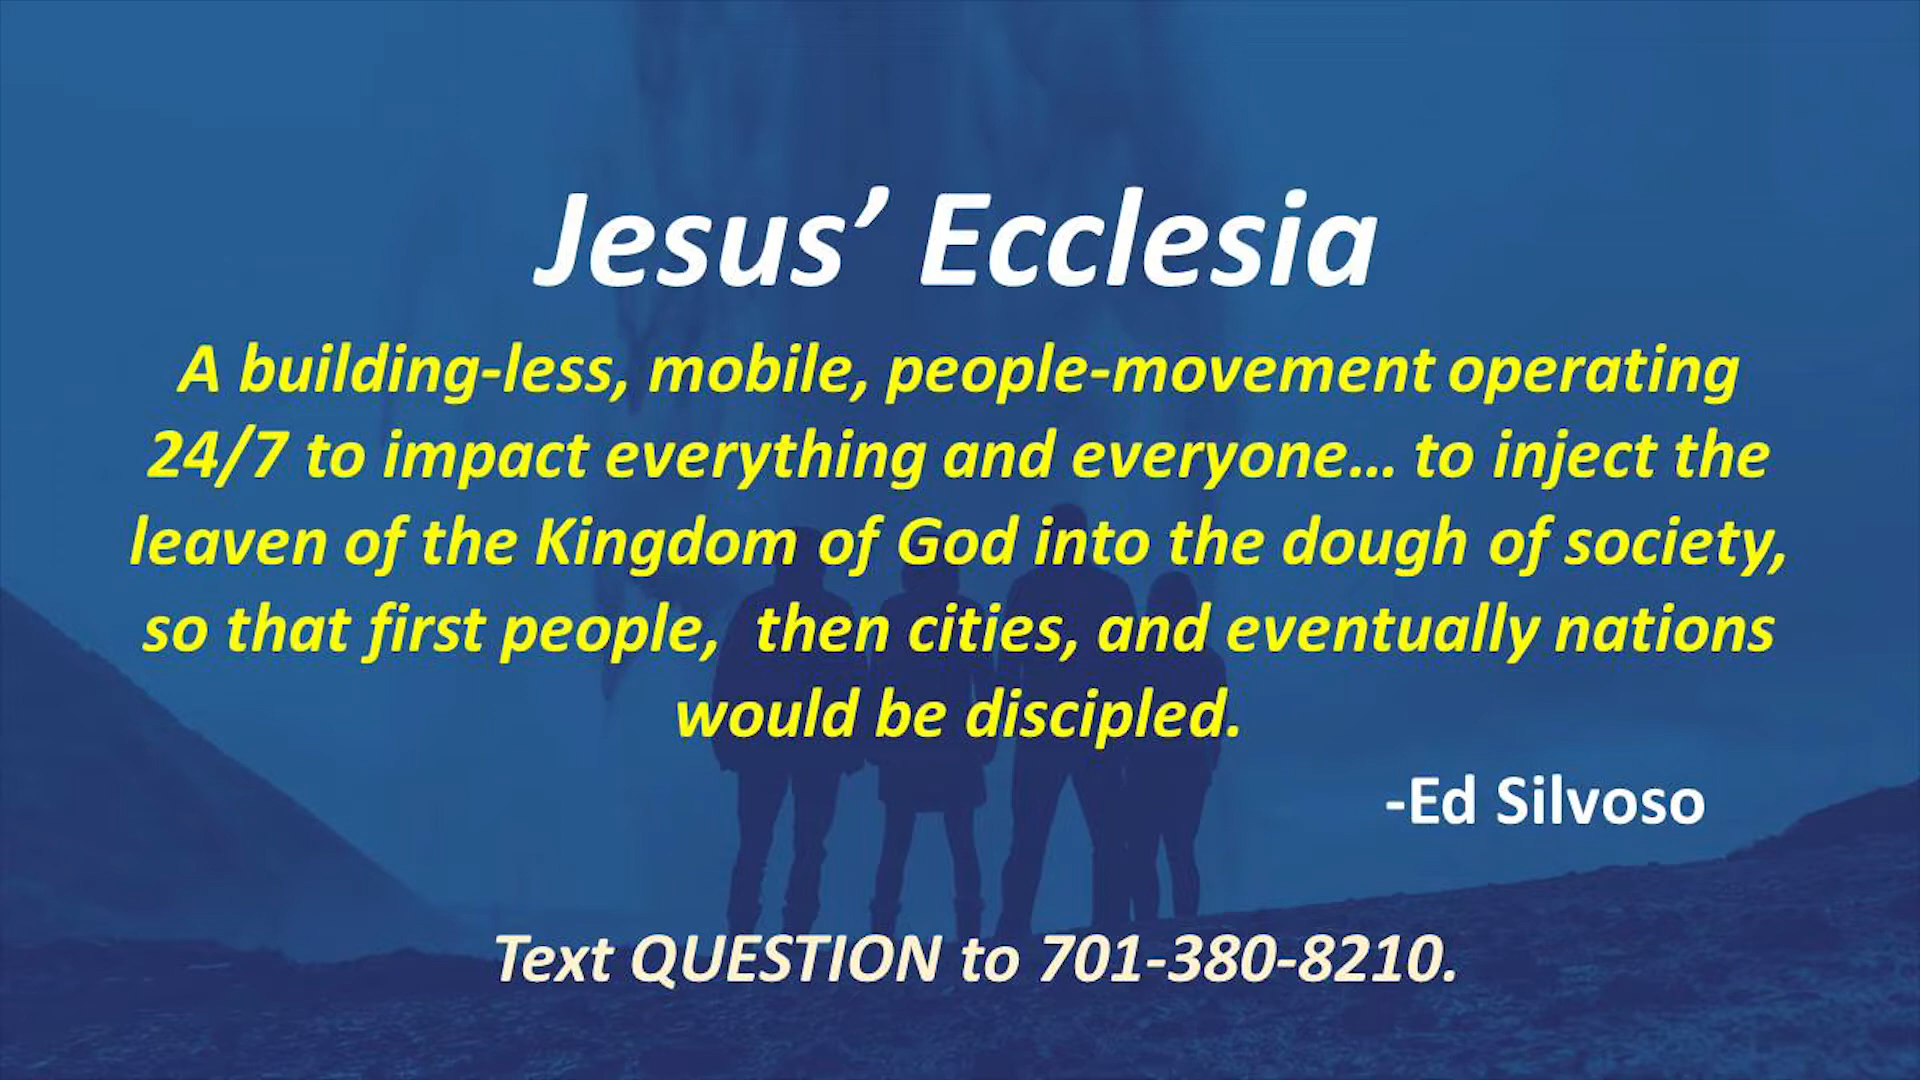 Jesus’ Ecclesia
A building-less, mobile, people-movement operating
24/7 to impact everything and everyone... to inject the
leaven of the Kingdom of God into the dough of society,
so that first people,  then cities, and eventually nations
would be discipled.
-Ed Silvoso
Text QUESTION to 701-380-8210.